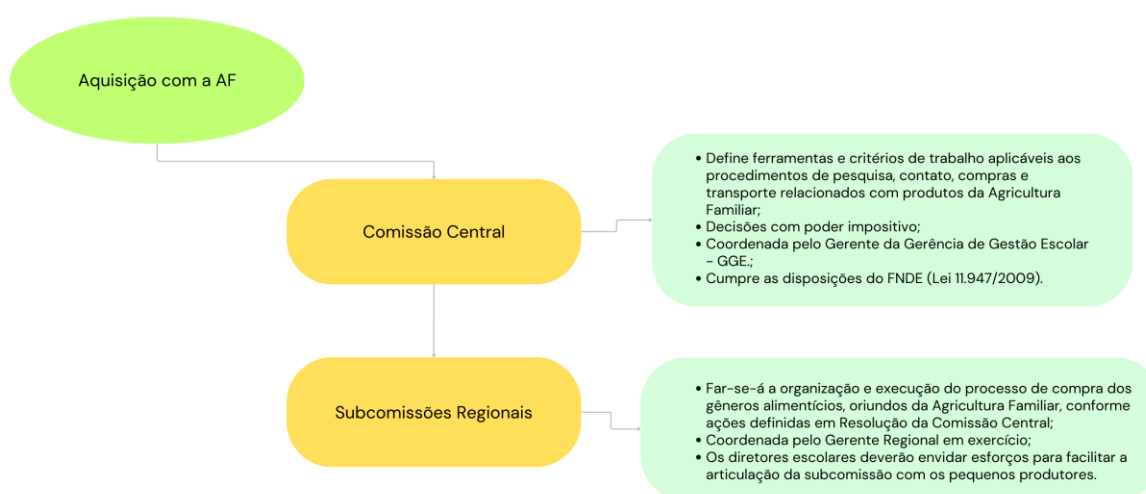 Aquisição com a AF
Comissão Central
• Define ferramentas e critérios de trabalho aplicáveis aos
procedimentos de pesquisa, contato, compras e
transporte relacionados com produtos da Agricultura
Familiar;
• Decisões com poder impositivo;
• Coordenada pelo Gerente da Gerência de Gestão Escolar
- GGE.;
• Cumpre as disposições do FNDE (Lei 11.947/2009).
Subcomissões Regionais
• Far-se-á a organização e execução do processo de compra dos
gêneros alimentícios, oriundos da Agricultura Familiar, conforme
ações definidas em Resolução da Comissão Central;
• Coordenada pelo Gerente Regional em exercício;
• Os diretores escolares deverão envidar esforços para facilitar a
articulação da subcomissão com os pequenos produtores.